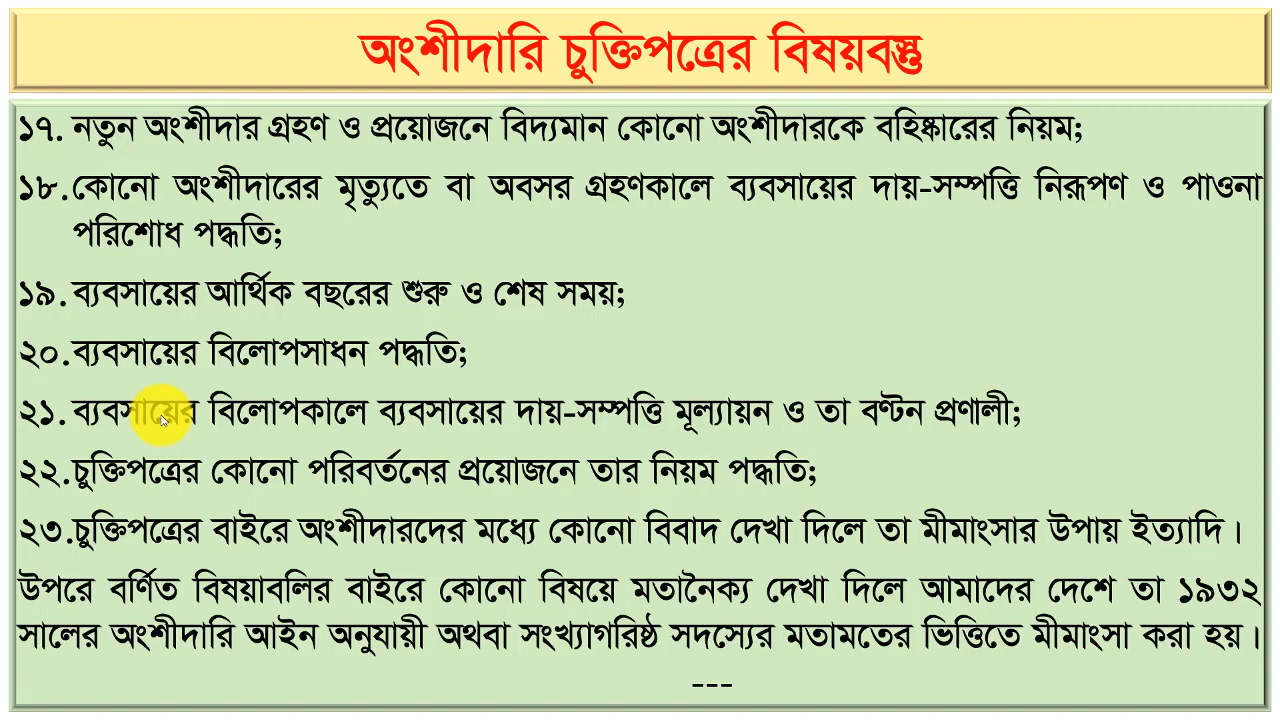 অংশীদারি চুক্তিপত্রের বিষয়বস্তু
১৭. নতুন অংশীদার গ্রহণ ও প্রয়োজনে বিদ্যমান কোনো অংশীদারকে বহিষ্কারের নিয়ম;
১৮. কোনো অংশীদারের মৃত্যুতে বা অবসর গ্রহণকালে ব্যবসায়ের দায়-সম্পত্তি নিরূপণ ও পাওনা
পরিশোধ পদ্ধতি;
১৯. ব্যবসায়ের আর্থিক বছরের শুরু ও শেষ সময়;
২০. ব্যবসায়ের বিলোপসাধন পদ্ধতি;
২১. ব্যবসায়ের বিলোপকালে ব্যবসায়ের দায়-সম্পত্তি মূল্যায়ন ও তা বণ্টন প্রণালী;
২২. চুক্তিপত্রের কোনো পরিবর্তনের প্রয়োজনে তার নিয়ম পদ্ধতি;
২৩. চুক্তিপত্রের বাইরে অংশীদারদের মধ্যে কোনো বিবাদ দেখা দিলে তা মীমাংসার উপায় ইত্যাদি।
উপরে বর্ণিত বিষয়াবলির বাইরে কোনো বিষয়ে মতানৈক্য দেখা দিলে আমাদের দেশে তা ১৯৩২
সালের অংশীদারি আইন অনুযায়ী অথবা সংখ্যাগরিষ্ঠ সদস্যের মতামতের ভিত্তিতে মীমাংসা করা হয়।
---